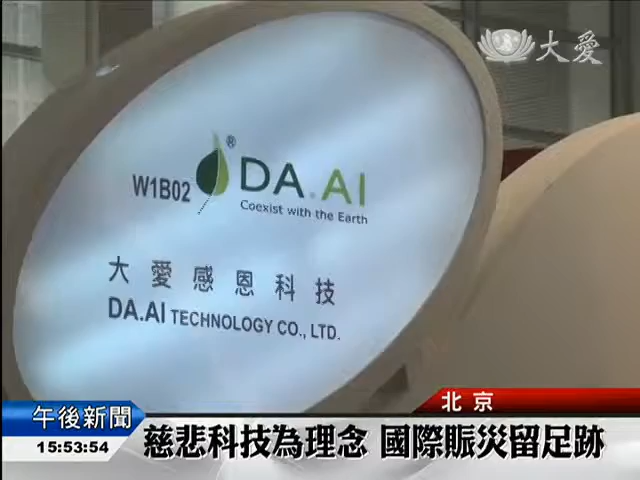 大愛
W1B02
®
DA.AI
Coexist with the Earth
大愛感恩科技
DA.AI TECHNOLOGY CO., LTD.
北京
午後新聞
15:53:54
慈悲科技為理念 國際賑災留足跡